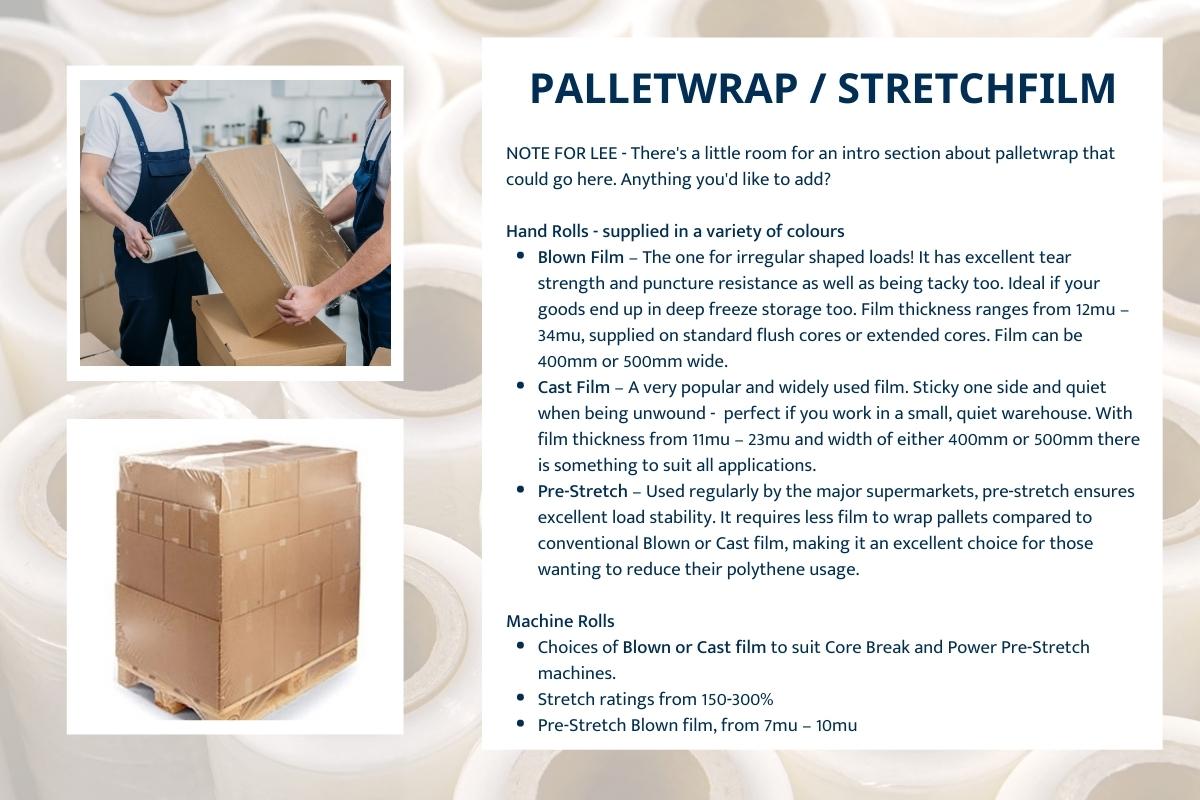 PALLETWRAP / STRETCHFILM
NOTE FOR LEE - There's a little room for an intro section about palletwrap that
could go here. Anything you'd like to add?
Hand Rolls - supplied in a variety of colours
• Blown Film – The one for irregular shaped loads! It has excellent tear
strength and puncture resistance as well as being tacky too. Ideal if your
goods end up in deep freeze storage too. Film thickness ranges from 12mu –
34mu, supplied on standard flush cores or extended cores. Film can be
400mm or 500mm wide.
• Cast Film – A very popular and widely used film. Sticky one side and quiet
when being unwound -  perfect if you work in a small, quiet warehouse. With
film thickness from 11mu – 23mu and width of either 400mm or 500mm there
is something to suit all applications.
• Pre-Stretch – Used regularly by the major supermarkets, pre-stretch ensures
excellent load stability. It requires less film to wrap pallets compared to
conventional Blown or Cast film, making it an excellent choice for those
wanting to reduce their polythene usage.
Machine Rolls
• Choices of Blown or Cast film to suit Core Break and Power Pre-Stretch
machines.
• Stretch ratings from 150-300%
• Pre-Stretch Blown film, from 7mu – 10mu